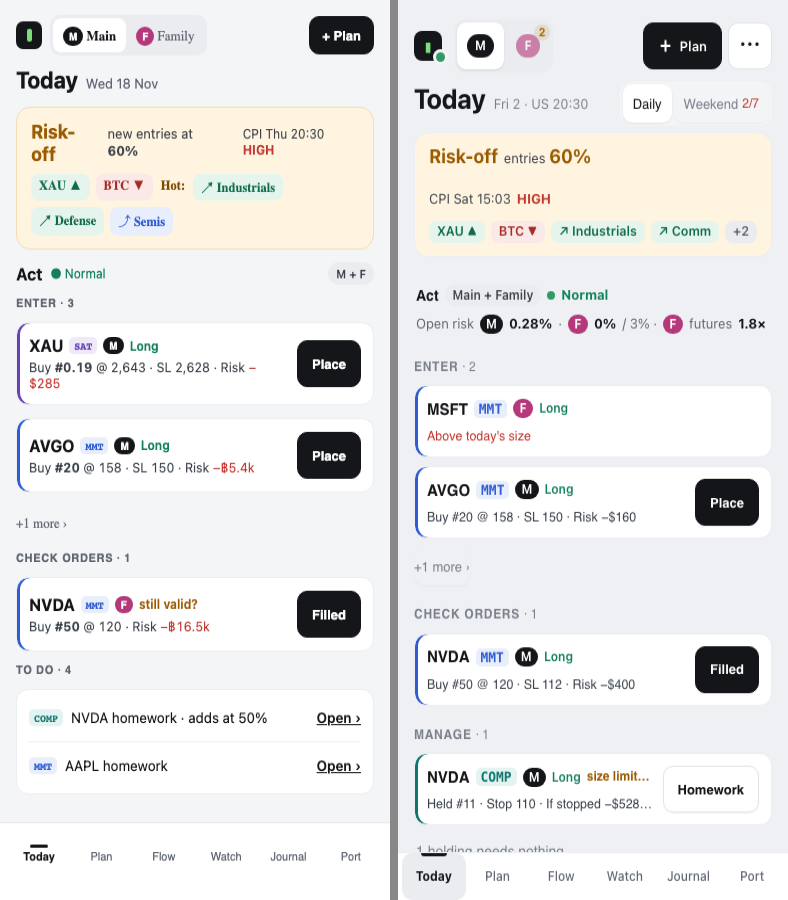 M Main F Family + Plan
Today Wed 18 Nov
Risk-off new entries at 60% CPI Thu 20:30 HIGH
XAU ▲ BTC ▼ Hot: ↗ Industrials
↗ Defense ⤴ Semis
Act ● Normal M + F
ENTER · 3
XAU SAT M Long
Buy #0.19 @ 2,643 · SL 2,628 · Risk –
$285
Place
AVGO MMT M Long
Buy #20 @ 158 · SL 150 · Risk –฿5.4k
Place
+1 more ›
CHECK ORDERS · 1
NVDA MMT F still valid?
Buy #50 @ 120 · Risk –฿16.5k
Filled
TO DO · 4
COMP NVDA homework · adds at 50% Open ›
MMT AAPL homework Open ›
Today Plan Flow Watch Journal Port
M F 2 + Plan ···
Today Fri 2 · US 20:30 Daily Weekend 2/7
Risk-off entries 60%
CPI Sat 15:03 HIGH
XAU ▲ BTC ▼ ↗ Industrials ↗ Comm +2
Act Main + Family ● Normal
Open risk M 0.28% · F 0% / 3% · F futures 1.8×
ENTER · 2
MSFT MMT F Long
Above today's size
AVGO MMT M Long
Buy #20 @ 158 · SL 150 · Risk –$160
Place
+1 more ›
CHECK ORDERS · 1
NVDA MMT M Long
Buy #50 @ 120 · SL 112 · Risk –$400
Filled
MANAGE · 1
NVDA COMP M Long size limit...
Held #11 · Stop 110 · If stopped –$528...
Homework
1 holding needs nothing
Today Plan Flow Watch Journal Port